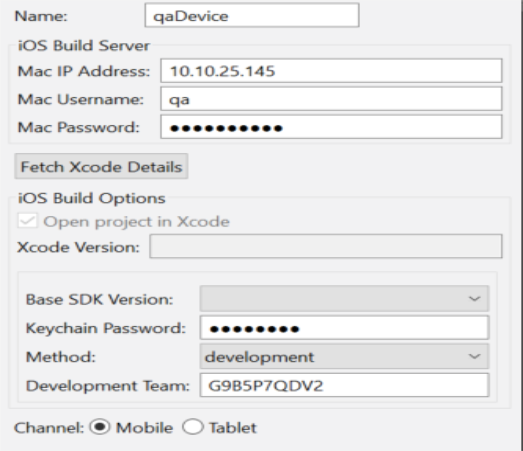 Name: qaDevice
iOS Build Server
Mac IP Address: 10.10.25.145
Mac Username: qa
Mac Password: ●●●●●●●●●●
Fetch Xcode Details
iOS Build Options
Open project in Xcode
Xcode Version:
Base SDK Version:
Keychain Password: ●●●●●●●●
Method: development
Development Team: G9B5P7QDV2
Channel: Mobile Tablet